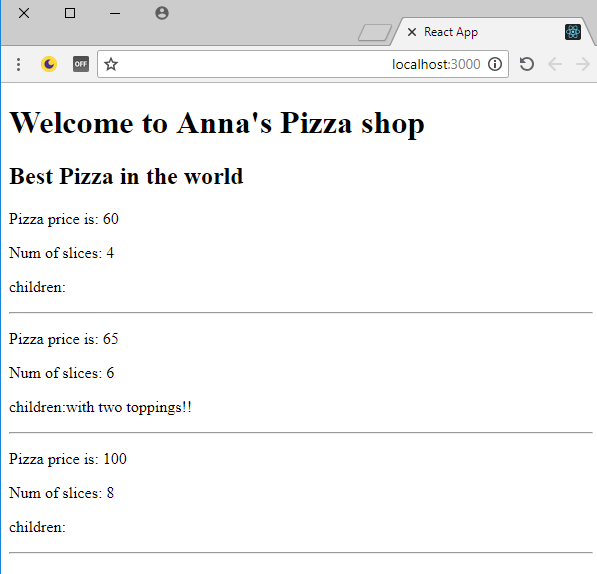 React App
OFF
localhost:3000
Welcome to Anna's Pizza shop
Best Pizza in the world
Pizza price is: 60
Num of slices: 4
children:
Pizza price is: 65
Num of slices: 6
children:with two toppings!!
Pizza price is: 100
Num of slices: 8
children: